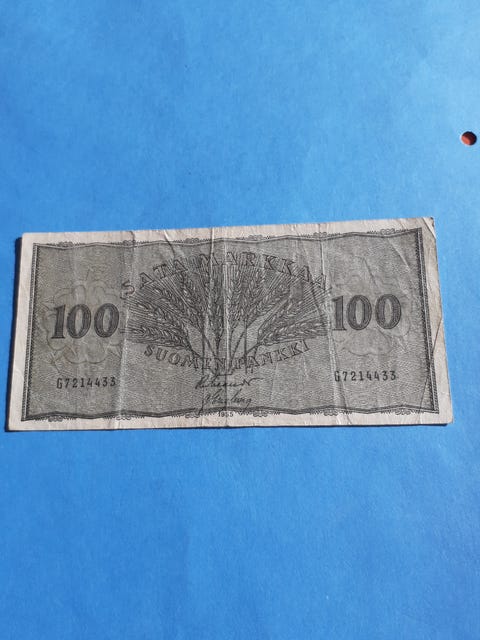 SATA MARKKAA
100 100
SUOMEN PANKKI
G7214433 G7214433
1955